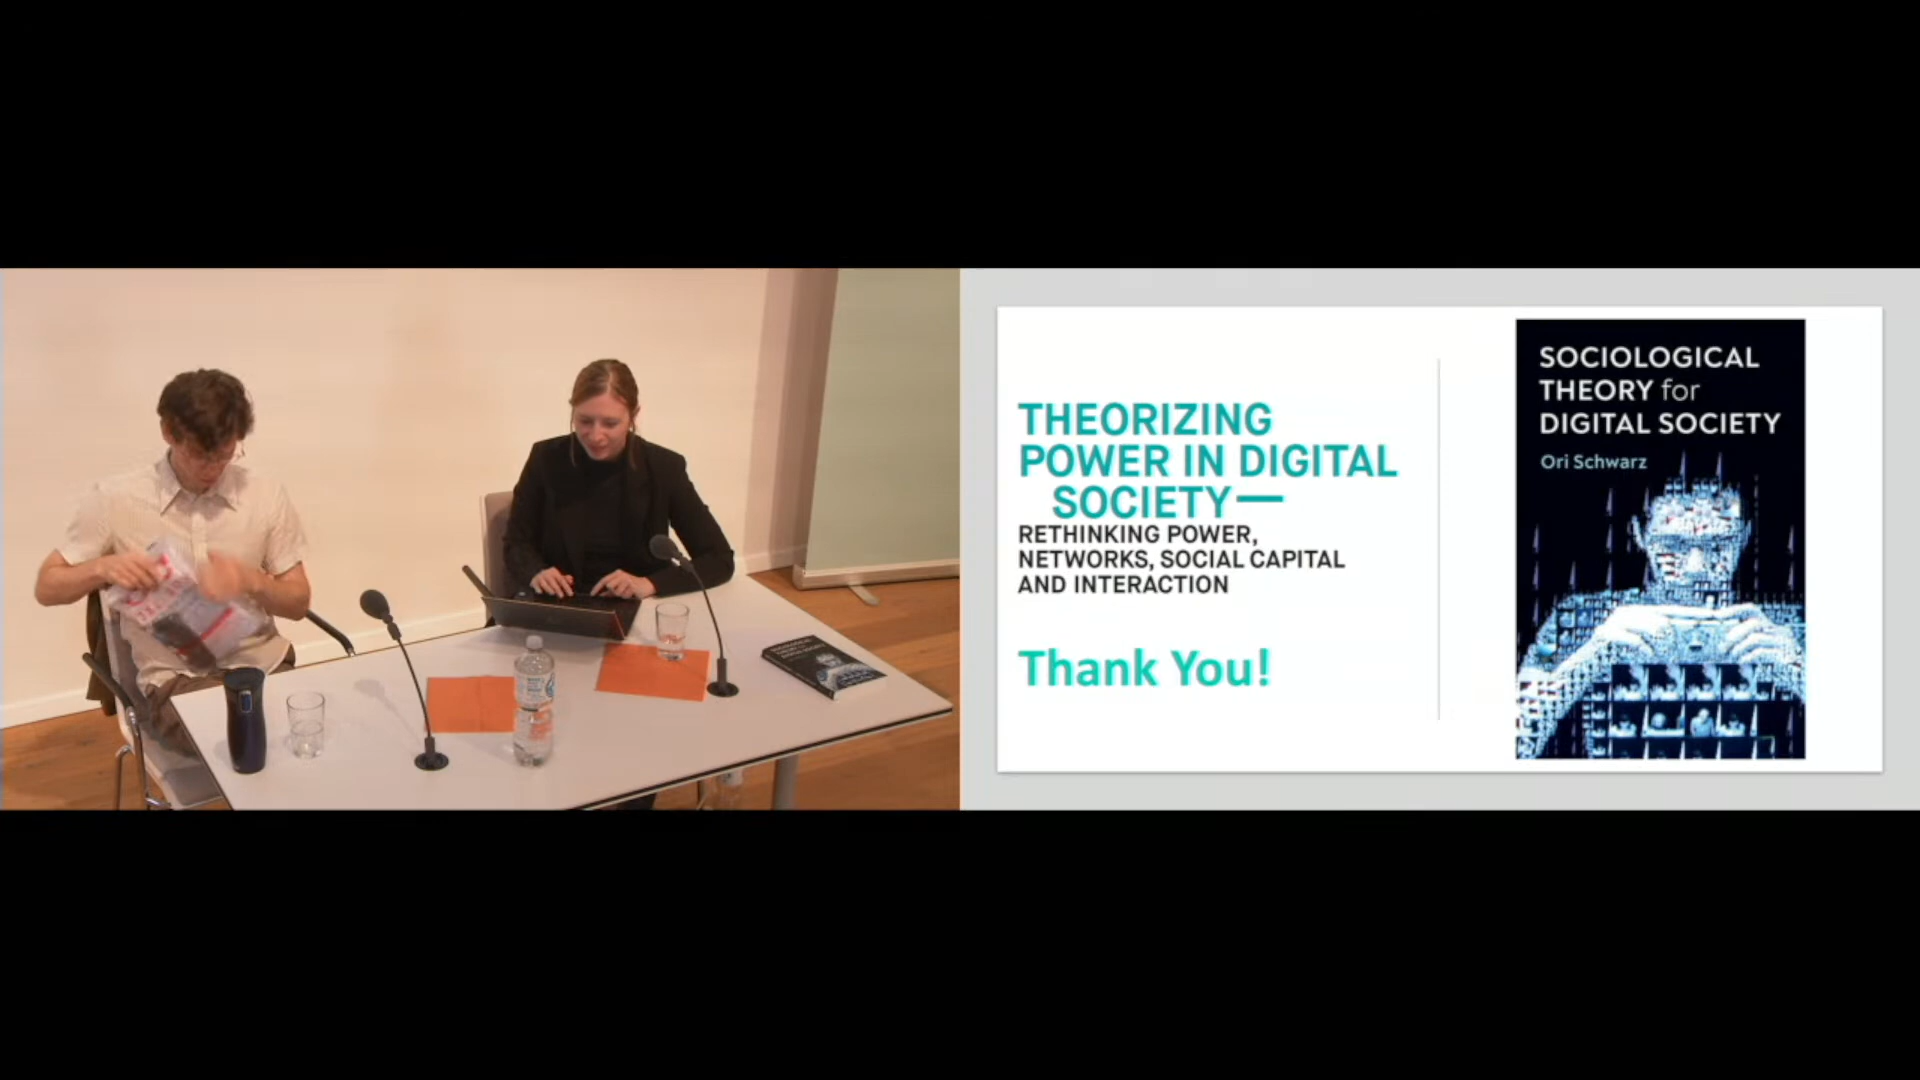 THEORIZING
POWER IN DIGITAL
SOCIETY—
RETHINKING POWER,
NETWORKS, SOCIAL CAPITAL
AND INTERACTION
Thank You!
SOCIOLOGICAL
THEORY for
DIGITAL SOCIETY
Ori Schwarz